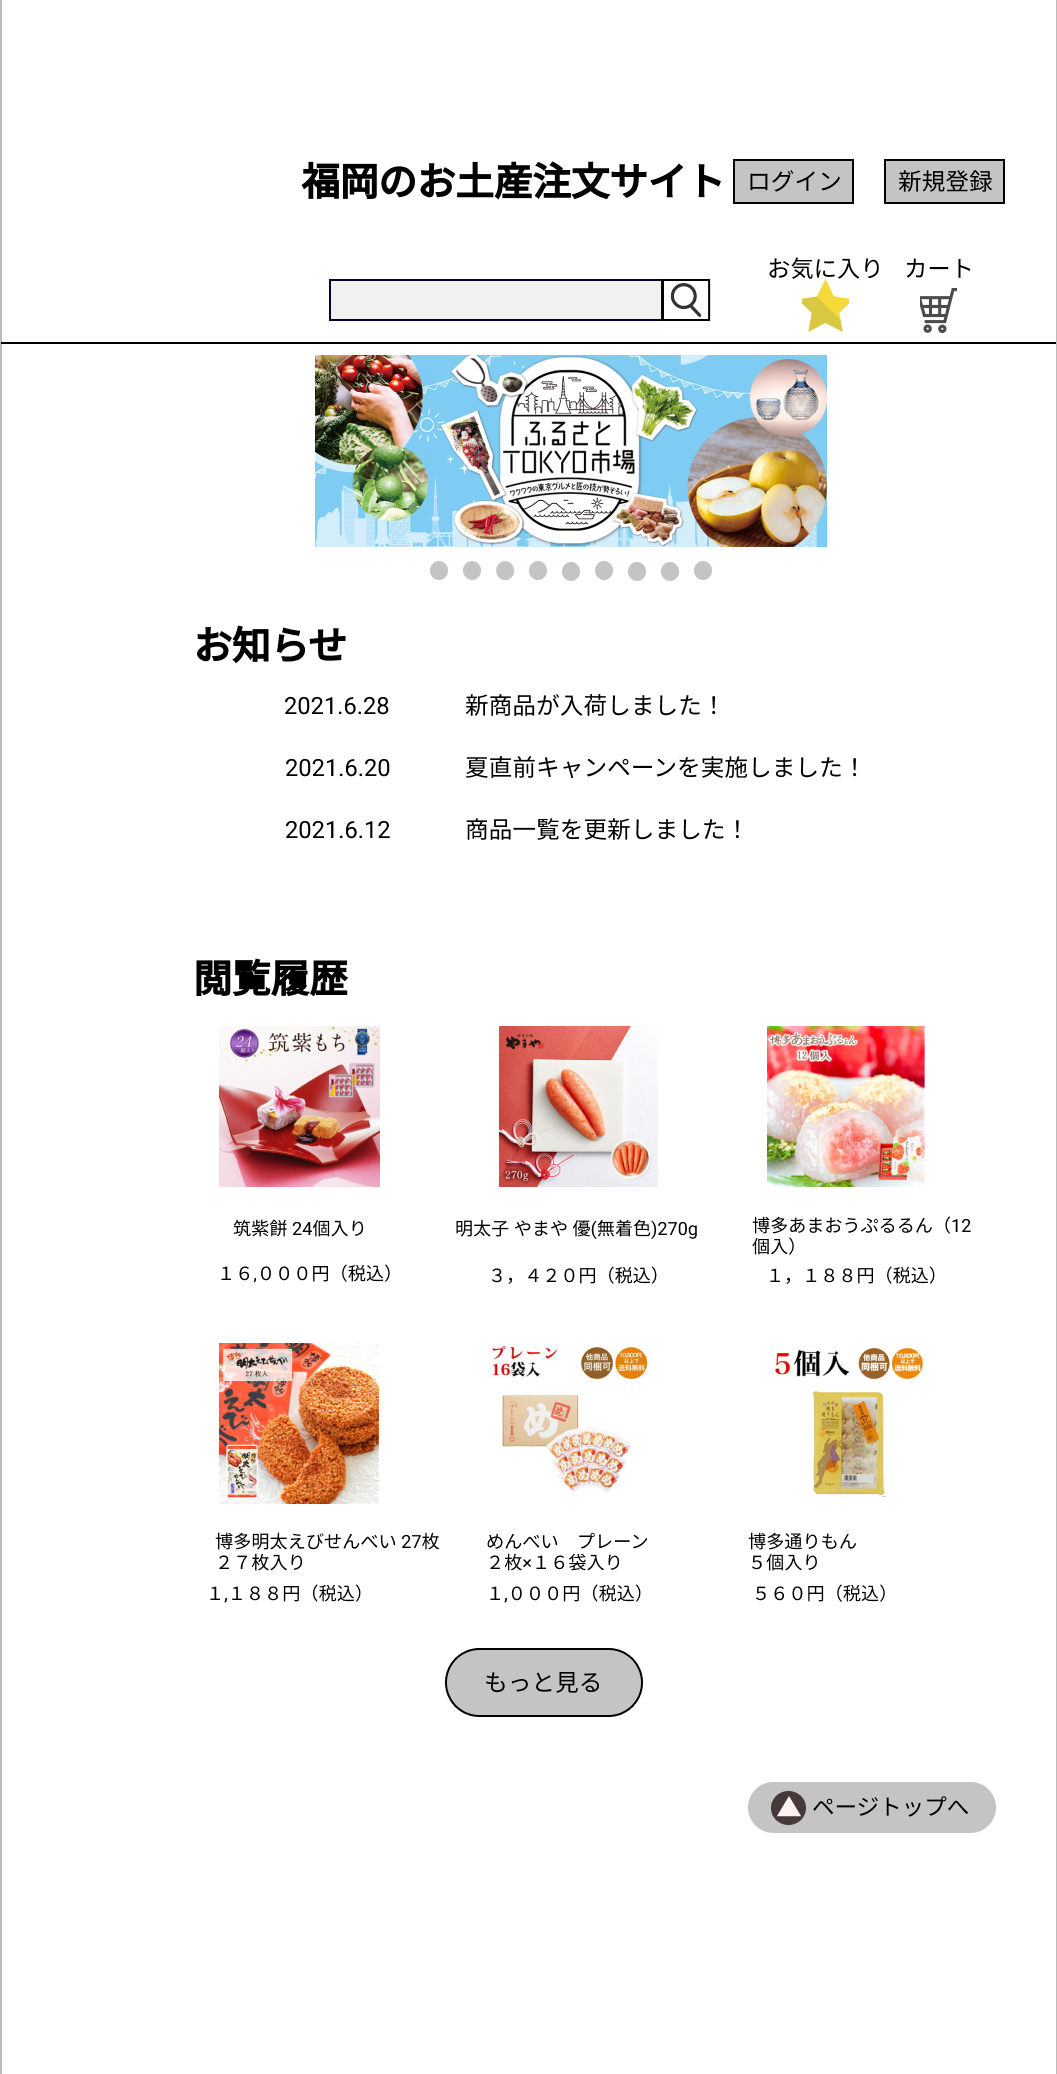 福岡のお土産注文サイト
ログイン
新規登録
お気に入り
カート
ふるさと
TOKYO市場
ワクワクの東京グルメと匠の技が勢ぞろい!
お知らせ
2021.6.28 新商品が入荷しました！
2021.6.20 夏直前キャンペーンを実施しました！
2021.6.12 商品一覧を更新しました！
閲覧履歴
24
個入
筑紫もち
やまや
270g
博多あまおうぷるるん
12個入
筑紫餅 24個入り
１６,０００円（税込）
明太子 やまや 優(無着色)270g
３，４２０円（税込）
博多あまおうぷるるん（12
個入）
１，１８８円（税込）
27枚入
プレーン
16袋入
他商品
同梱可
10,800円
以上で
送料無料
め
5個入
他商品
同梱可
10,800円
以上で
送料無料
博多明太えびせんべい 27枚
２７枚入り
１,１８８円（税込）
めんべい　プレーン
２枚×１６袋入り
１,０００円（税込）
博多通りもん
５個入り
５６０円（税込）
もっと見る
ページトップへ